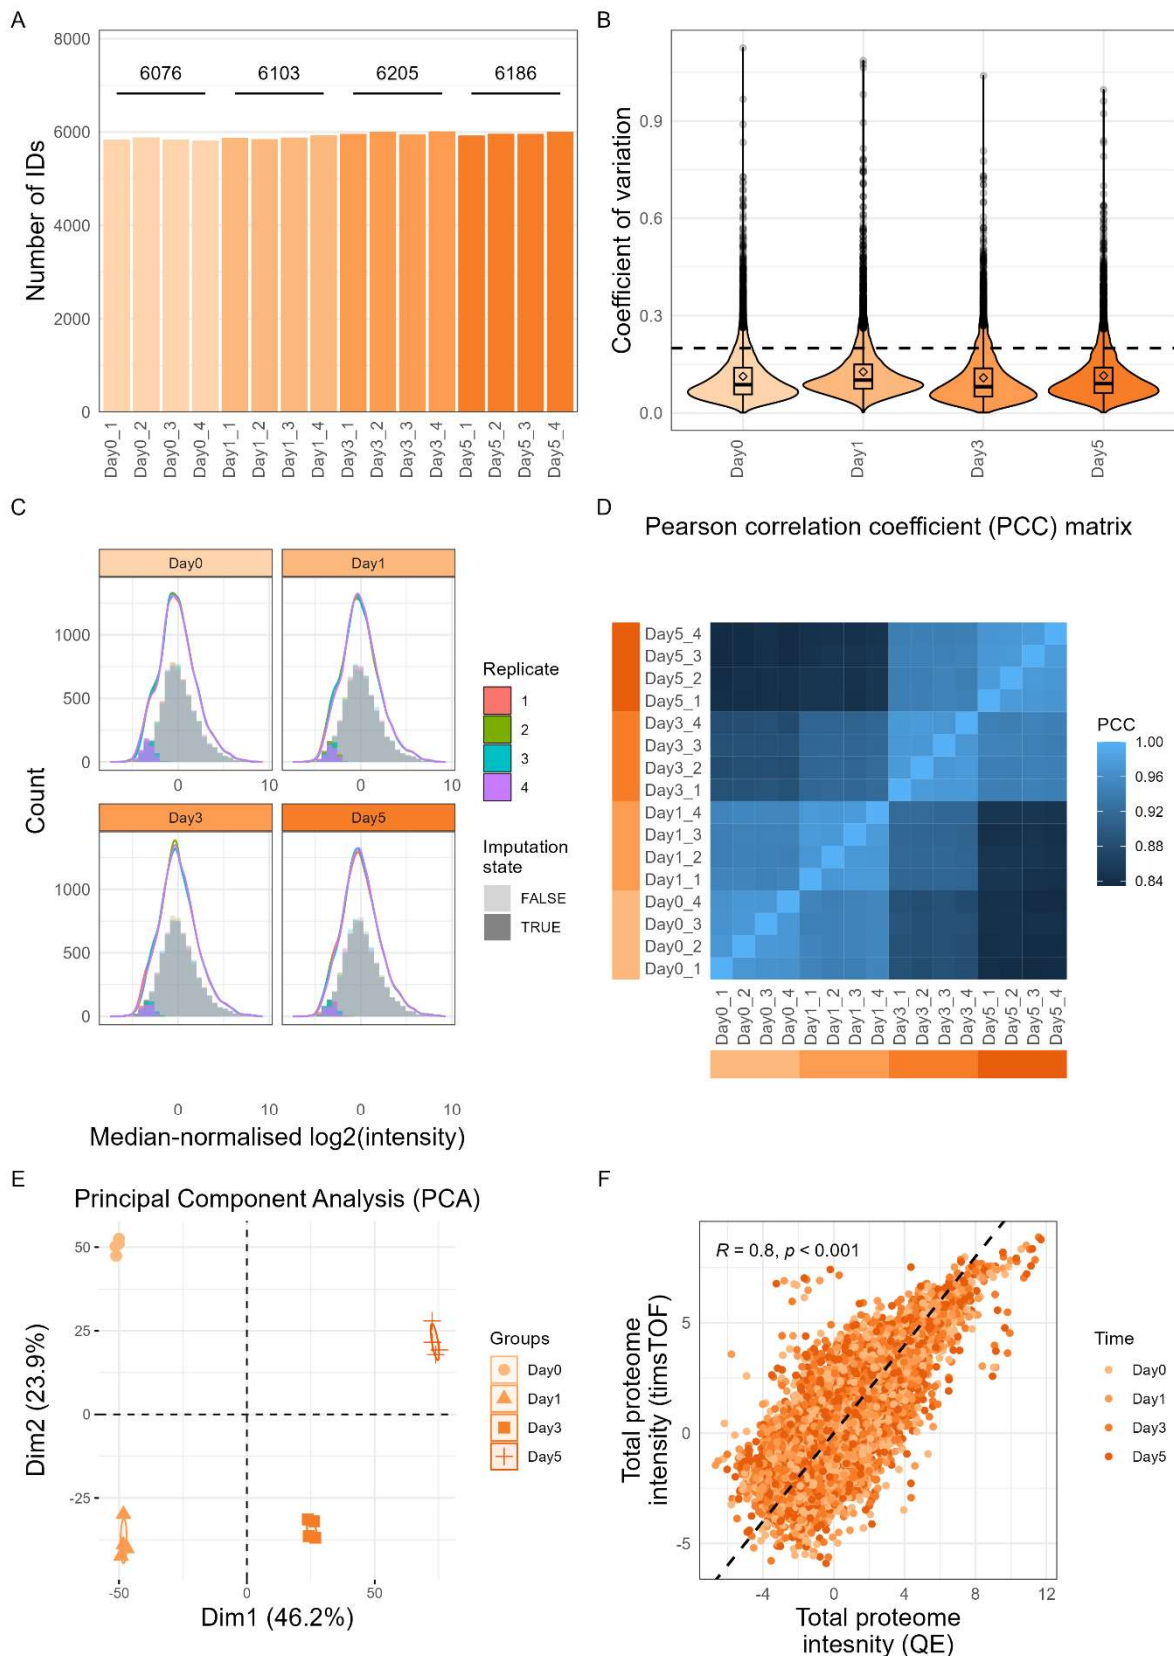 A
8000
6000
4000
2000
0
Number of IDs
6076
6103
6205
6186
Day0_1
Day0_2
Day0_3
Day0_4
Day1_1
Day1_2
Day1_3
Day1_4
Day3_1
Day3_2
Day3_3
Day3_4
Day5_1
Day5_2
Day5_3
Day5_4
B
Coefficient of variation
0.9
0.6
0.3
0.0
Day0
Day1
Day3
Day5
C
Day0
Day1
Day3
Day5
Count
1000
500
0
1000
500
0
0
10
0
10
0
10
0
10
Median-normalised log2(intensity)
Replicate
1
2
3
4
Imputation
state
FALSE
TRUE
D
Pearson correlation coefficient (PCC) matrix
Day5_4
Day5_3
Day5_2
Day5_1
Day3_4
Day3_3
Day3_2
Day3_1
Day1_4
Day1_3
Day1_2
Day1_1
Day0_4
Day0_3
Day0_2
Day0_1
Day0_1
Day0_2
Day0_3
Day0_4
Day1_1
Day1_2
Day1_3
Day1_4
Day3_1
Day3_2
Day3_3
Day3_4
Day5_1
Day5_2
Day5_3
Day5_4
PCC
1.00
0.96
0.92
0.88
0.84
E
Principal Component Analysis (PCA)
50
25
0
-25
Dim2 (23.9%)
-50
0
50
Dim1 (46.2%)
Groups
Day0
Day1
Day3
Day5
F
R = 0.8, p < 0.001
Total proteome
intensity (timsTOF)
5
0
-5
-4
0
4
8
12
Total proteome
intesnity (QE)
Time
Day0
Day1
Day3
Day5